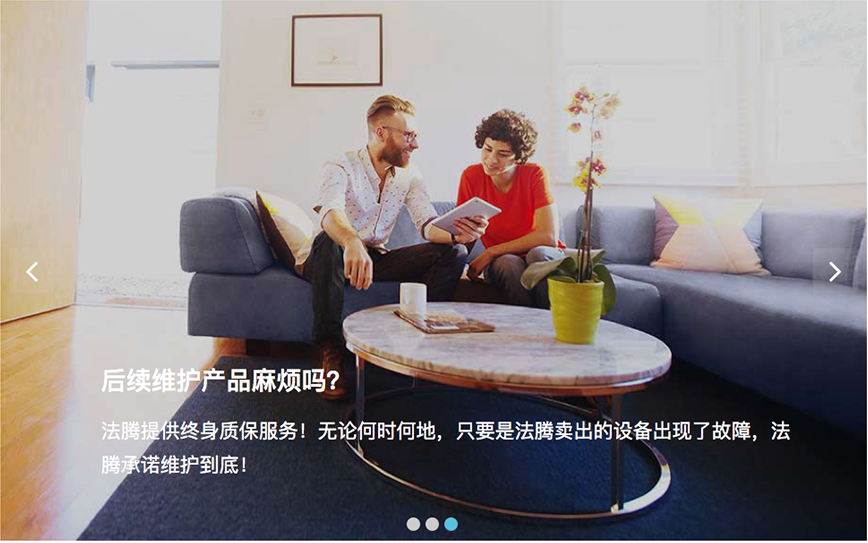 后续维护产品麻烦吗？
法腾提供终身质保服务！无论何时何地，只要是法腾卖出的设备出现了故障，法
腾承诺维护到底！